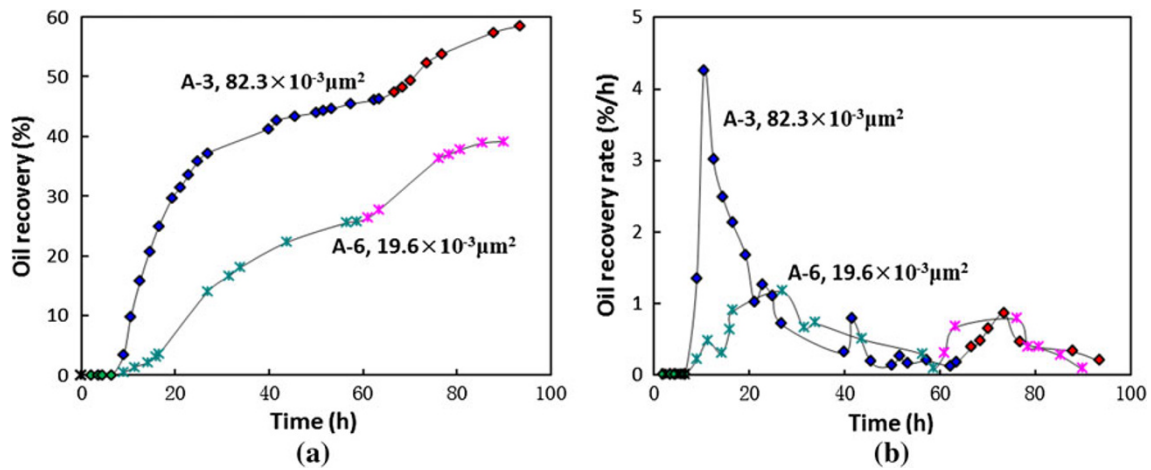 60
50
40
30
20
10
0
Oil recovery (%)
A-3, 82.3×10⁻³μm²
A-6, 19.6×10⁻³μm²
0 20 40 60 80 100
Time (h)
(a)
5
4
3
2
1
0
Oil recovery rate (%/h)
A-3, 82.3×10⁻³μm²
A-6, 19.6×10⁻³μm²
0 20 40 60 80 100
Time (h)
(b)